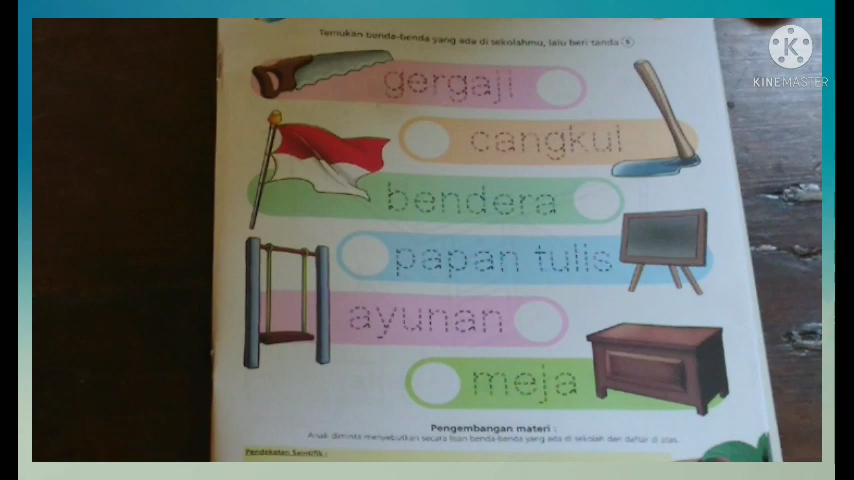 Temukan benda-benda yang ada di sekolahmu, lalu beri tanda s
K
KINEMASTER
gergaji
cangkul
bendera
papan tulis
ayunan
meja
Pengembangan materi :
Anak diminta menyebutkan secara lisan benda-benda yang ada di sekolah dan daftar di atas.
Pendekatan Saintifik :